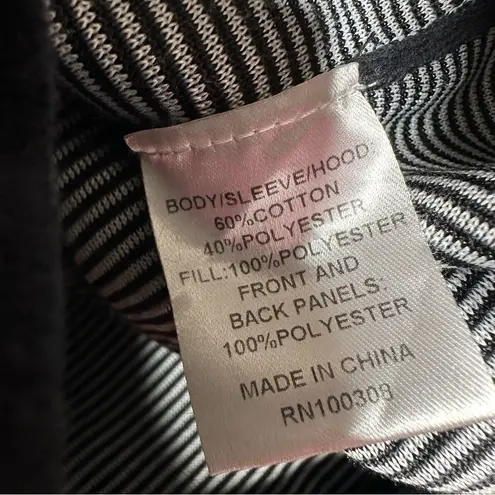 BODY/SLEEVE/HOOD
60%COTTON
40%POLYESTER
FILL:100%POLYESTER
FRONT AND
BACK PANELS:
100%POLYESTER
MADE IN CHINA
RN100308